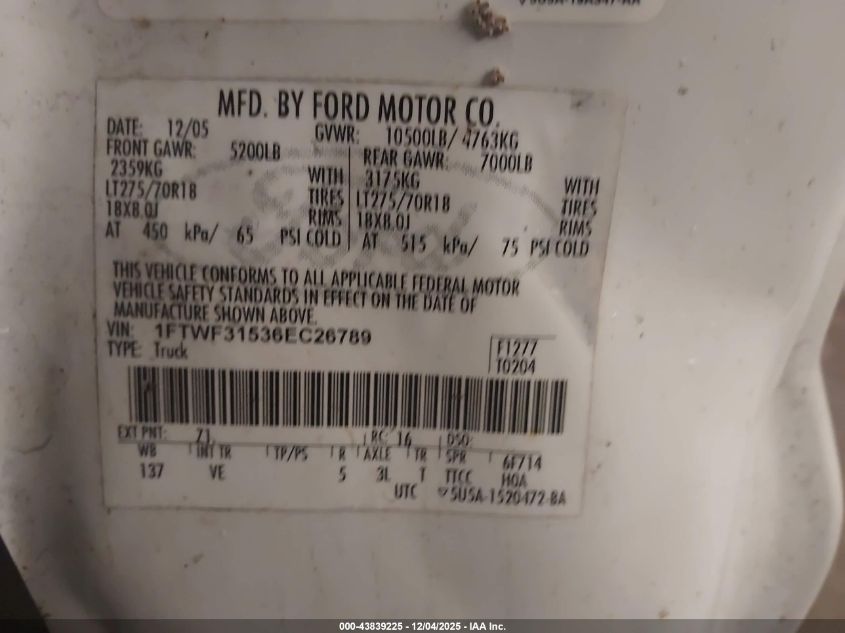 MFD. BY FORD MOTOR CO.
DATE: 12/05 GVWR: 10500LB/ 4763KG
FRONT GAWR: 5200LB REAR GAWR: 7000LB
2359KG WITH 3175KG WITH
LT275/70R18 TIRES LT275/70R18 TIRES
18X8.0J RIMS 18X8.0J RIMS
AT 450 kPa/ 65 PSI COLD AT 515 kPa/ 75 PSI COLD
THIS VEHICLE CONFORMS TO ALL APPLICABLE FEDERAL MOTOR
VEHICLE SAFETY STANDARDS IN EFFECT ON THE DATE OF
MANUFACTURE SHOWN ABOVE.
VIN: 1FTWF31536EC26789
TYPE: Truck
F1277
T0204
EXT PNT: Z1 RC: 16 DSO:
WB INT TR TP/PS R AXLE TR SPR 6F714
137 VE 5 3L T TTCC HOA
UTC 5U5A-1520472-BA
000-43839225 - 12/04/2025 - IAA Inc.